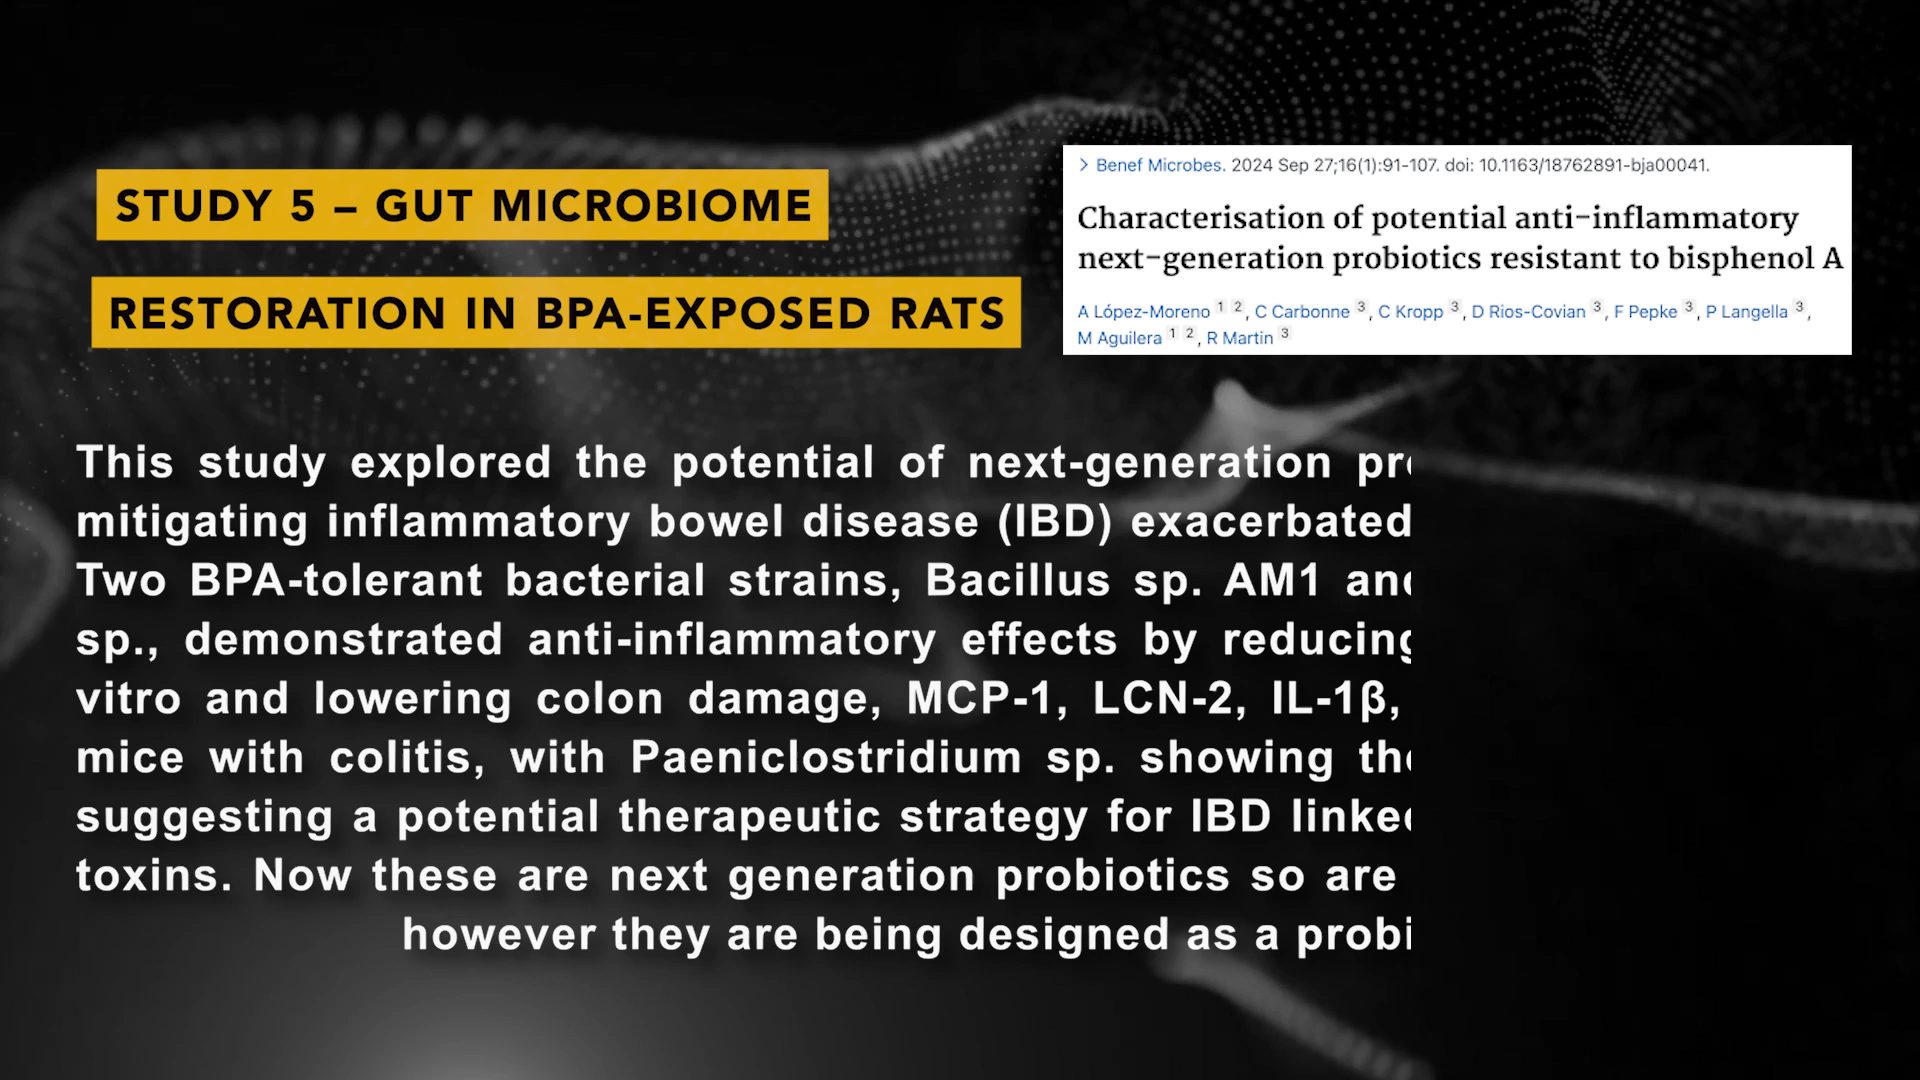 STUDY 5 – GUT MICROBIOME
RESTORATION IN BPA-EXPOSED RATS
> Benef Microbes. 2024 Sep 27;16(1):91-107. doi: 10.1163/18762891-bja00041.
Characterisation of potential anti-inflammatory
next-generation probiotics resistant to bisphenol A
A López-Moreno 1 2, C Carbonne 3, C Kropp 3, D Rios-Covian 3, F Pepke 3, P Langella 3,
M Aguilera 1 2, R Martin 3
This study explored the potential of next-generation
mitigating inflammatory bowel disease (IBD) exacerbated
Two BPA-tolerant bacterial strains, Bacillus sp. AM1
sp., demonstrated anti-inflammatory effects by reducing
vitro and lowering colon damage, MCP-1, LCN-2, IL-1β,
mice with colitis, with Paeniclostridium sp. showing
suggesting a potential therapeutic strategy for IBD
toxins. Now these are next generation probiotics so are
however they are being designed as a